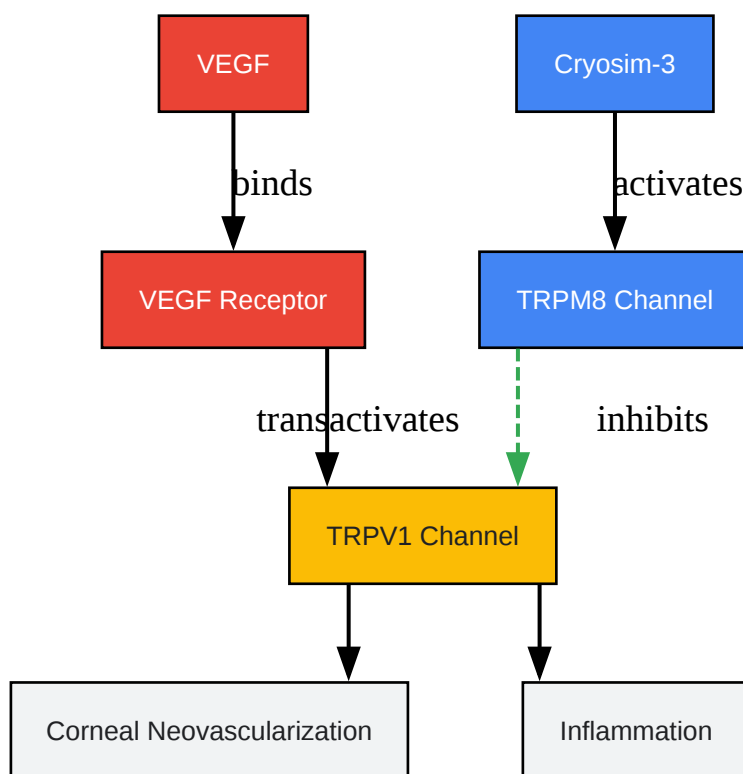 VEGF
Cryosim-3
binds
activates
VEGF Receptor
TRPM8 Channel
transactivates
inhibits
TRPV1 Channel
Corneal Neovascularization
Inflammation